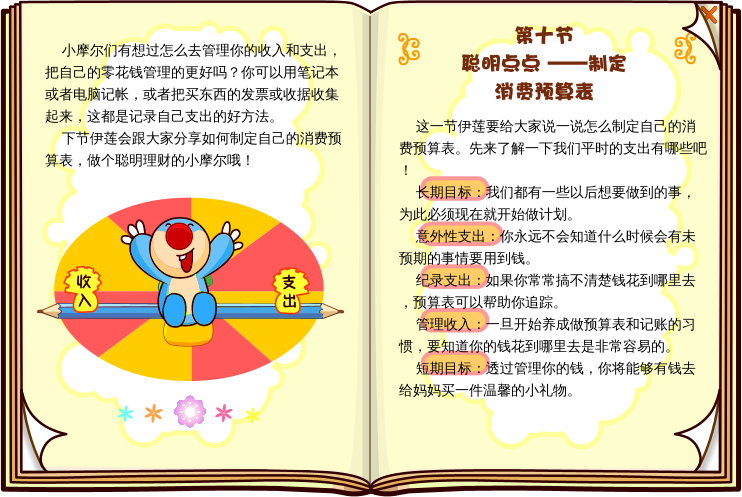 小摩尔们有想过怎么去管理你的收入和支出，
把自己的零花钱管理的更好吗？你可以用笔记本
或者电脑记帐，或者把买东西的发票或收据收集
起来，这都是记录自己支出的好方法。
下节伊莲会跟大家分享如何制定自己的消费预
算表，做个聪明理财的小摩尔哦！
收入
支出
第十节
聪明点点 ——制定
消费预算表
这一节伊莲要给大家说一说怎么制定自己的消
费预算表。先来了解一下我们平时的支出有哪些吧
！
长期目标：我们都有一些以后想要做到的事，
为此必须现在就开始做计划。
意外性支出：你永远不会知道什么时候会有未
预期的事情要用到钱。
纪录支出：如果你常常搞不清楚钱花到哪里去
，预算表可以帮助你追踪。
管理收入：一旦开始养成做预算表和记账的习
惯，要知道你的钱花到哪里去是非常容易的。
短期目标：透过管理你的钱，你将能够有钱去
给妈妈买一件温馨的小礼物。